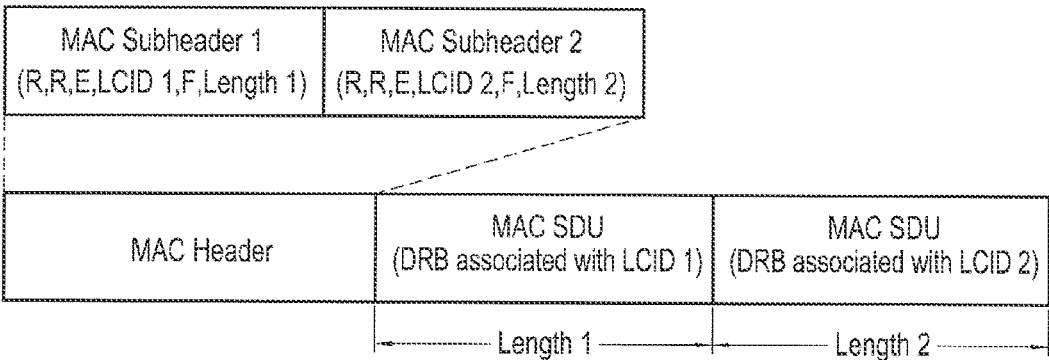 MAC Subheader 1
(R,R,E,LCID 1,F,Length 1)
MAC Subheader 2
(R,R,E,LCID 2,F,Length 2)
MAC Header
MAC SDU
(DRB associated with LCID 1)
MAC SDU
(DRB associated with LCID 2)
Length 1
Length 2